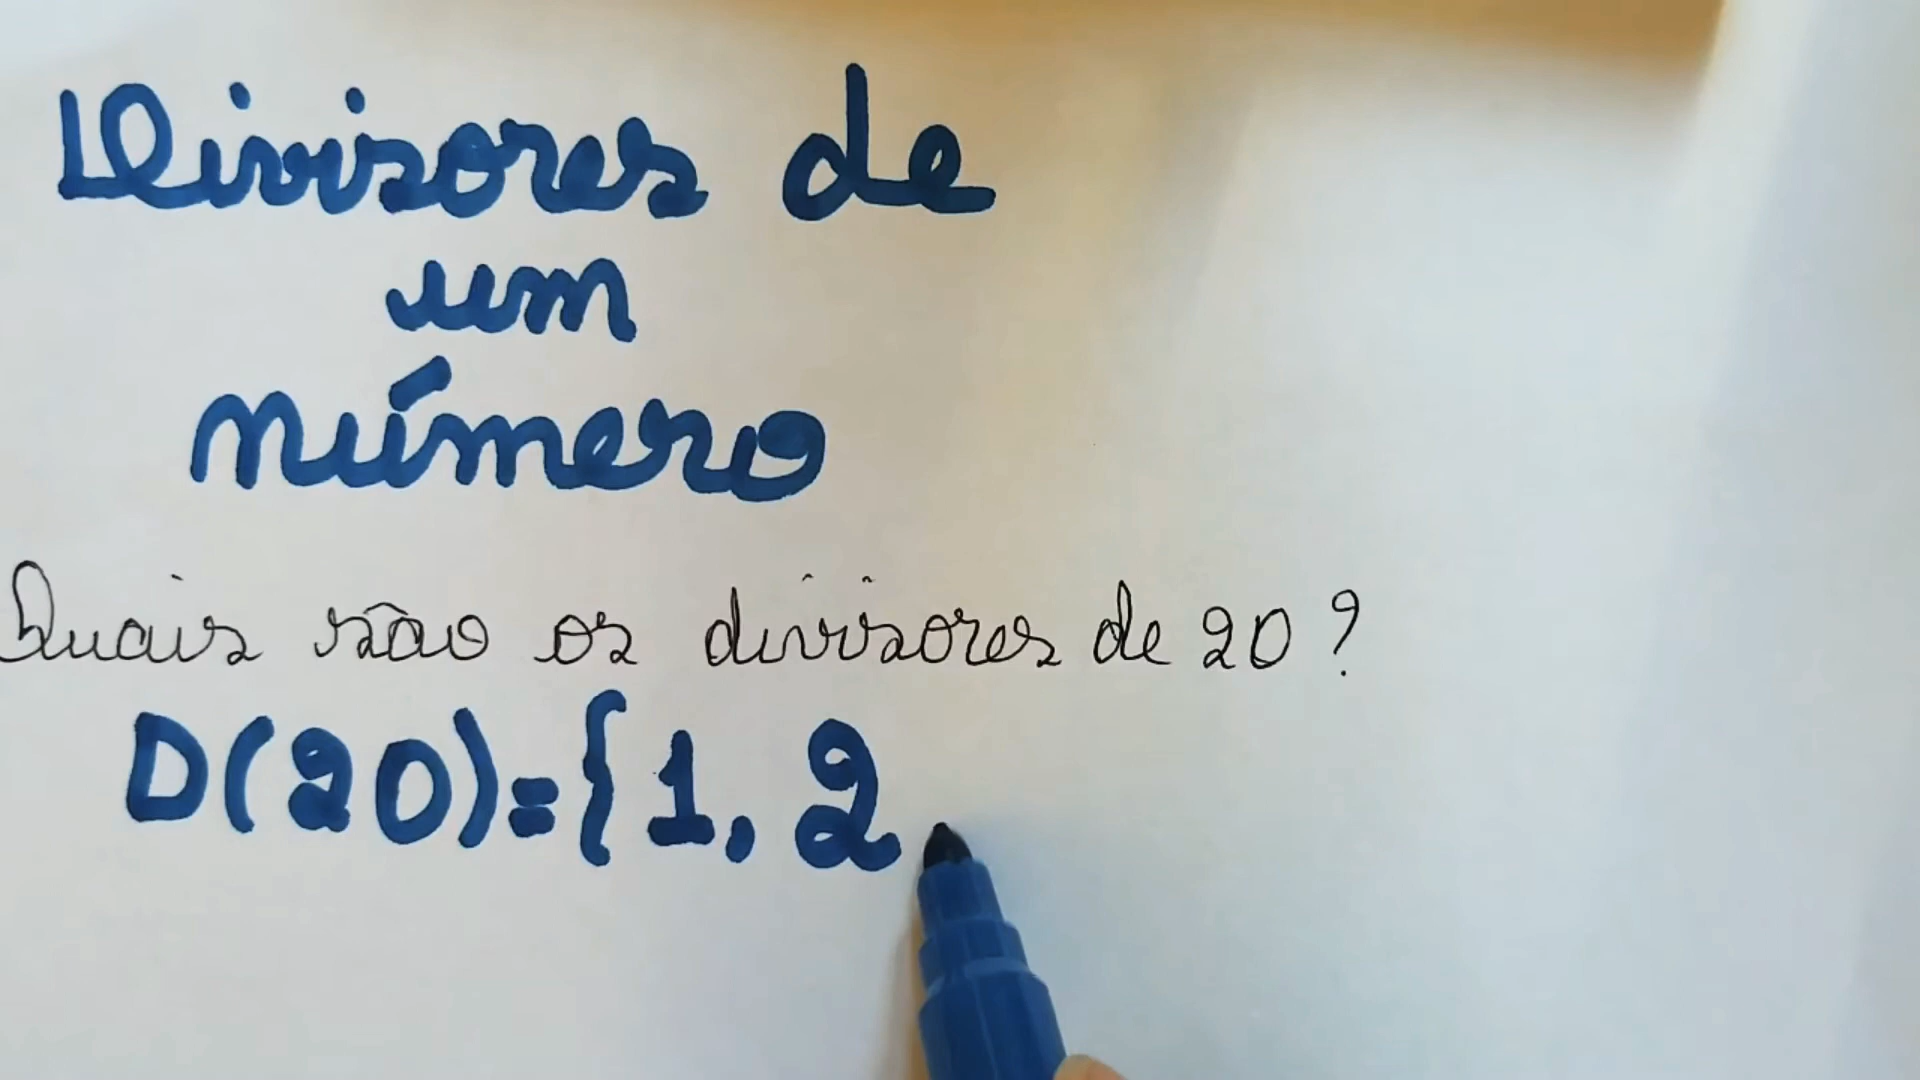 Divisores de
um
número
Quais são os divisores de 20?
D(20)={1, 2